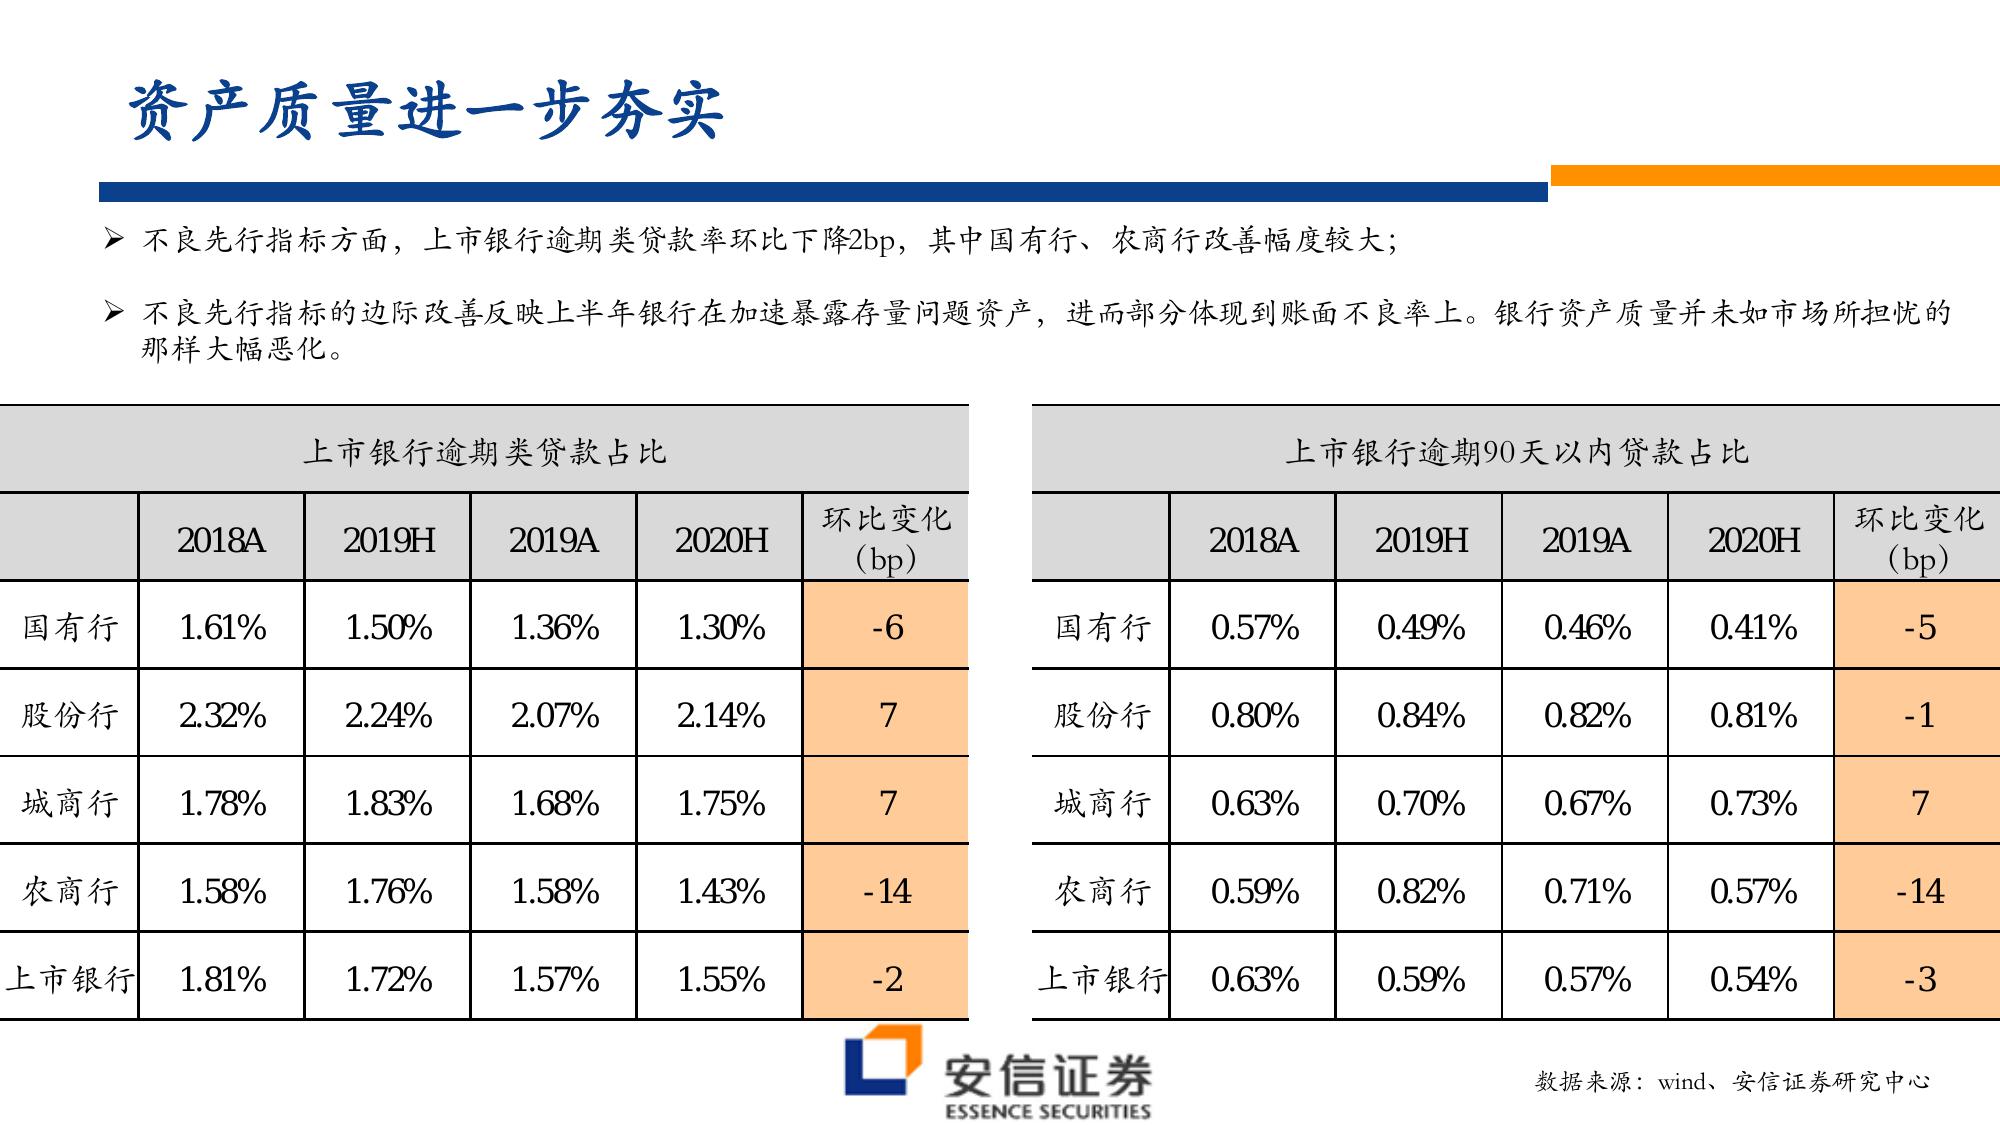 资产质量进一步夯实
不良先行指标方面，上市银行逾期类贷款率环比下降2bp，其中国有行、农商行改善幅度较大；
不良先行指标的边际改善反映上半年银行在加速暴露存量问题资产，进而部分体现到账面不良率上。银行资产质量并未如市场所担忧的
那样大幅恶化。
上市银行逾期类贷款占比
2018A 2019H 2019A 2020H 环比变化
（bp）
国有行 1.61% 1.50% 1.36% 1.30% -6
股份行 2.32% 2.24% 2.07% 2.14% 7
城商行 1.78% 1.83% 1.68% 1.75% 7
农商行 1.58% 1.76% 1.58% 1.43% -14
上市银行 1.81% 1.72% 1.57% 1.55% -2
上市银行逾期90天以内贷款占比
2018A 2019H 2019A 2020H 环比变化
（bp）
国有行 0.57% 0.49% 0.46% 0.41% -5
股份行 0.80% 0.84% 0.82% 0.81% -1
城商行 0.63% 0.70% 0.67% 0.73% 7
农商行 0.59% 0.82% 0.71% 0.57% -14
上市银行 0.63% 0.59% 0.57% 0.54% -3
安信证券
ESSENCE SECURITIES
数据来源：wind、安信证券研究中心